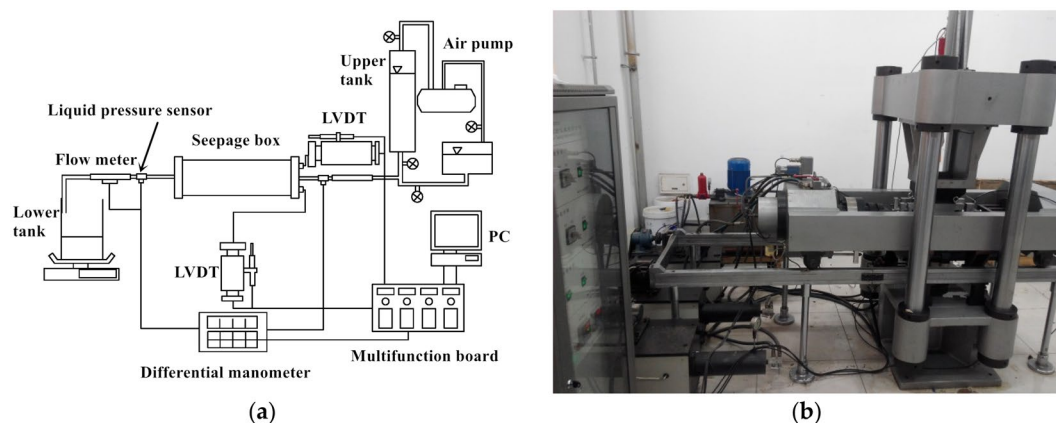 Air pump
Upper
tank
Liquid pressure sensor
LVDT
Seepage box
Flow meter
Lower
tank
PC
LVDT
Multifunction board
Differential manometer
(a)
(b)